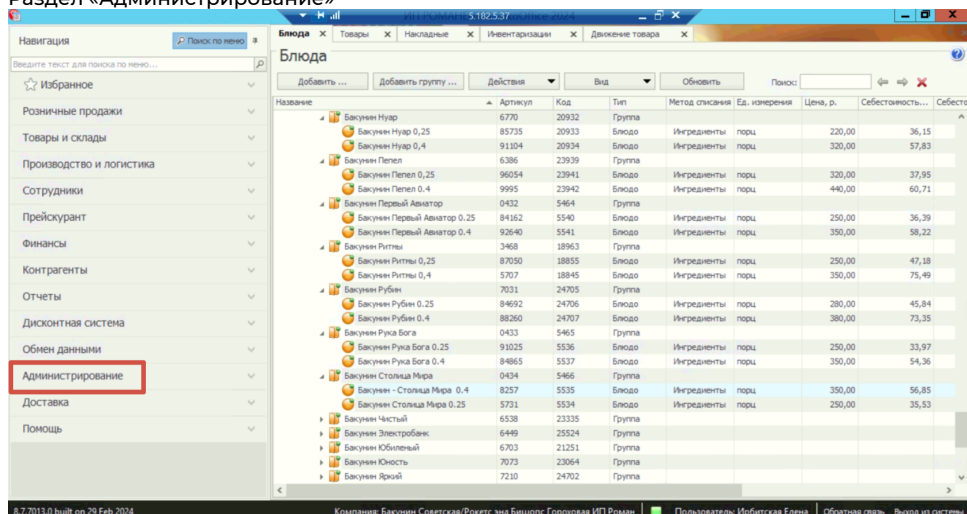 Раздел «Администрирование»
5.182.5.37
Навигация
Поиск по меню
Введите текст для поиска по меню...
Избранное
Розничные продажи
Товары и склады
Производство и логистика
Сотрудники
Прейскурант
Финансы
Контрагенты
Отчеты
Дисконтная система
Обмен данными
Администрирование
Доставка
Помощь
Блюда Товары Накладные Инвентаризации Движение товара
Блюда
Добавить ... Добавить группу ... Действия Вид Обновить Поиск:
Название Артикул Код Тип Метод списания Ед. измерения Цена, р. Себестоимость... Себесто
Бакунин Нуар 6770 20932 Группа
Бакунин Нуар 0,25 85735 20933 Блюдо Ингредиенты порц 220,00 36,15
Бакунин Нуар 0,4 91104 20934 Блюдо Ингредиенты порц 320,00 57,83
Бакунин Пепел 6386 23939 Группа
Бакунин Пепел 0,25 96054 23941 Блюдо Ингредиенты порц 320,00 37,95
Бакунин Пепел 0.4 9995 23942 Блюдо Ингредиенты порц 440,00 60,71
Бакунин Первый Авиатор 0432 5464 Группа
Бакунин Первый Авиатор 0.25 84162 5540 Блюдо Ингредиенты порц 250,00 36,39
Бакунин Первый Авиатор 0.4 92640 5541 Блюдо Ингредиенты порц 350,00 58,22
Бакунин Ритмы 3468 18963 Группа
Бакунин Ритмы 0,25 87050 18855 Блюдо Ингредиенты порц 250,00 47,18
Бакунин Ритмы 0,4 5707 18845 Блюдо Ингредиенты порц 350,00 75,49
Бакунин Рубин 7031 24705 Группа
Бакунин Рубин 0.25 84692 24706 Блюдо Ингредиенты порц 280,00 45,84
Бакунин Рубин 0.4 88260 24707 Блюдо Ингредиенты порц 380,00 73,35
Бакунин Рука Бога 0433 5465 Группа
Бакунин Рука Бога 0.25 91025 5536 Блюдо Ингредиенты порц 250,00 33,97
Бакунин Рука Бога 0.4 84865 5537 Блюдо Ингредиенты порц 350,00 54,36
Бакунин Столица Мира 0434 5466 Группа
Бакунин - Столица Мира 0.4 8257 5535 Блюдо Ингредиенты порц 350,00 56,85
Бакунин Столица Мира 0.25 5731 5534 Блюдо Ингредиенты порц 250,00 35,53
Бакунин Чистый 6538 23335 Группа
Бакунин Электробанк 6449 25524 Группа
Бакунин Юбиленый 6703 21251 Группа
Бакунин Юность 7073 23064 Группа
Бакунин Яркий 7210 24702 Группа
8.7.7013.0 built on 29 Feb 2024 Компания: Бакунин Советская/Рокетс энд Бишопс Гороховая ИП Роман Пользователь: Ирбитская Елена Обратная связь Выход из системы